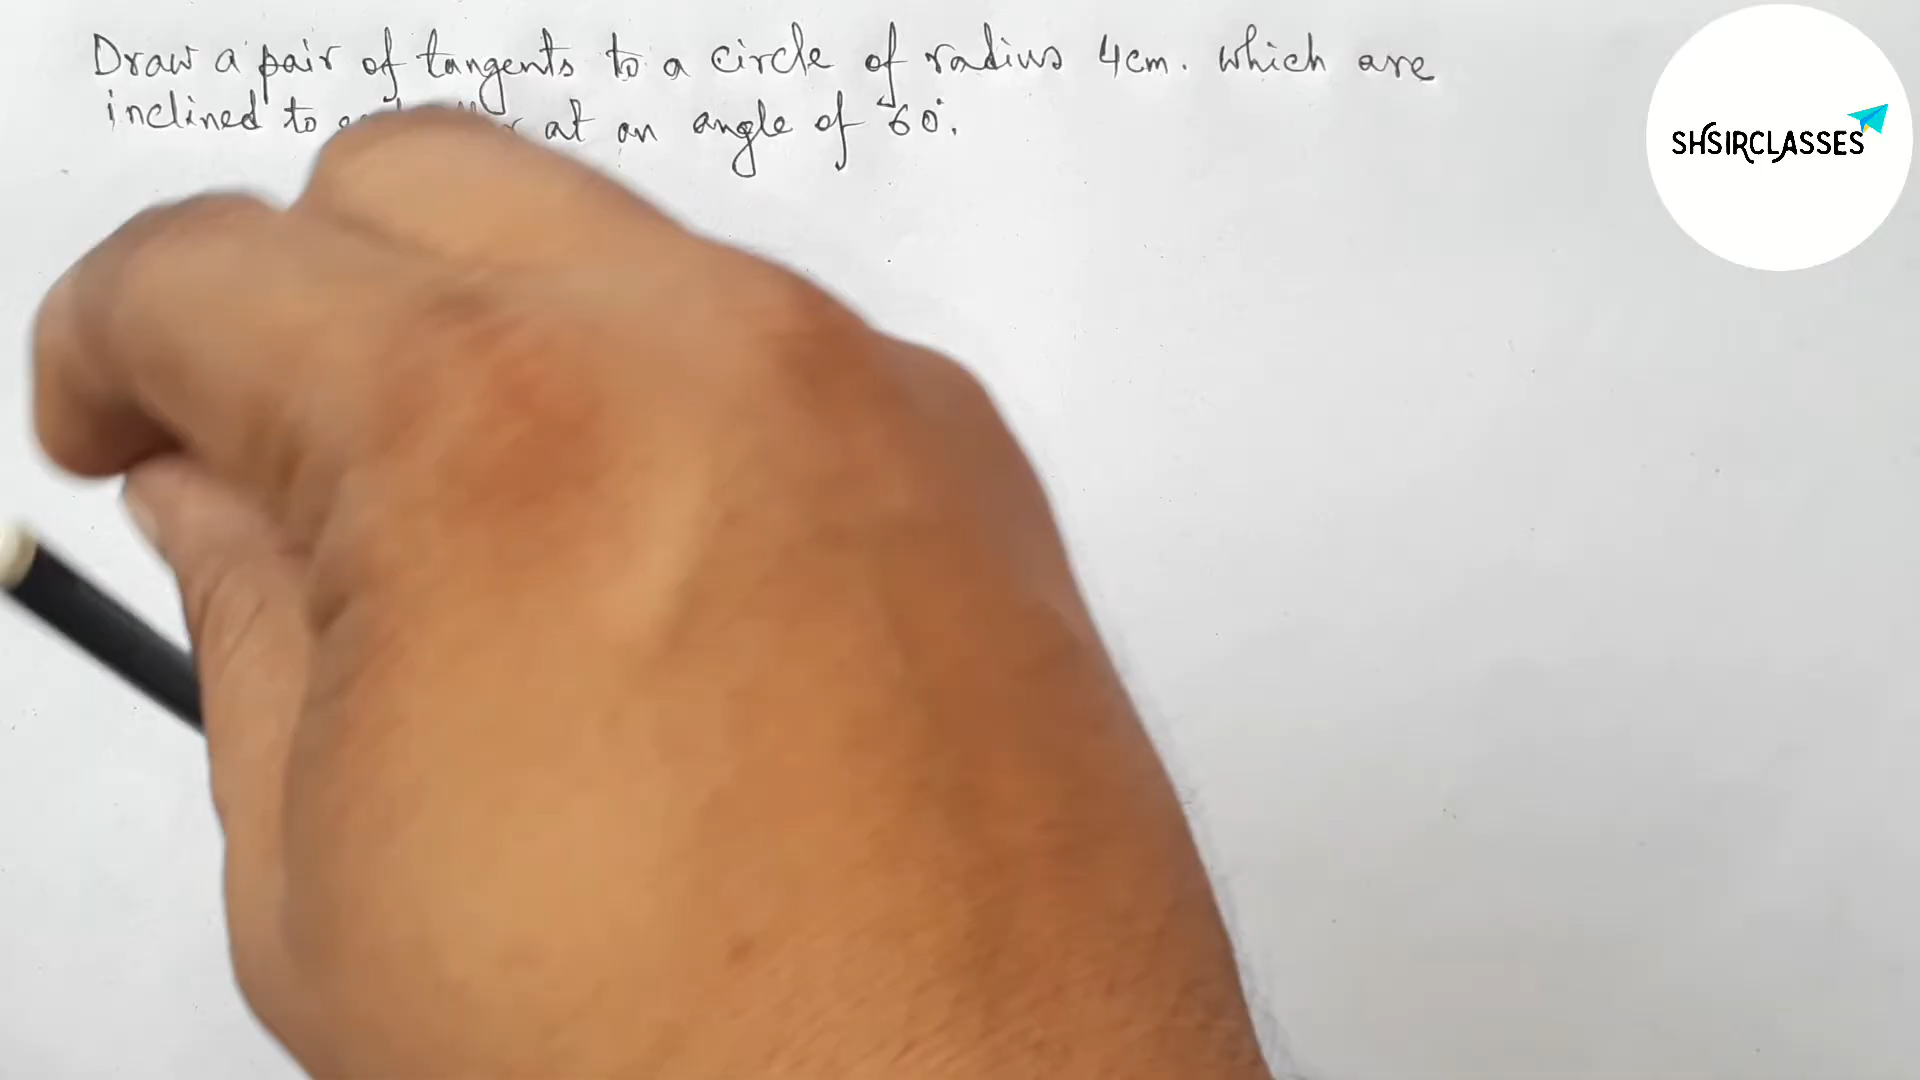 Draw a pair of tangents to a circle of radius 4cm. which are
inclined to at an angle of 60°.
SHSIRCLASSES